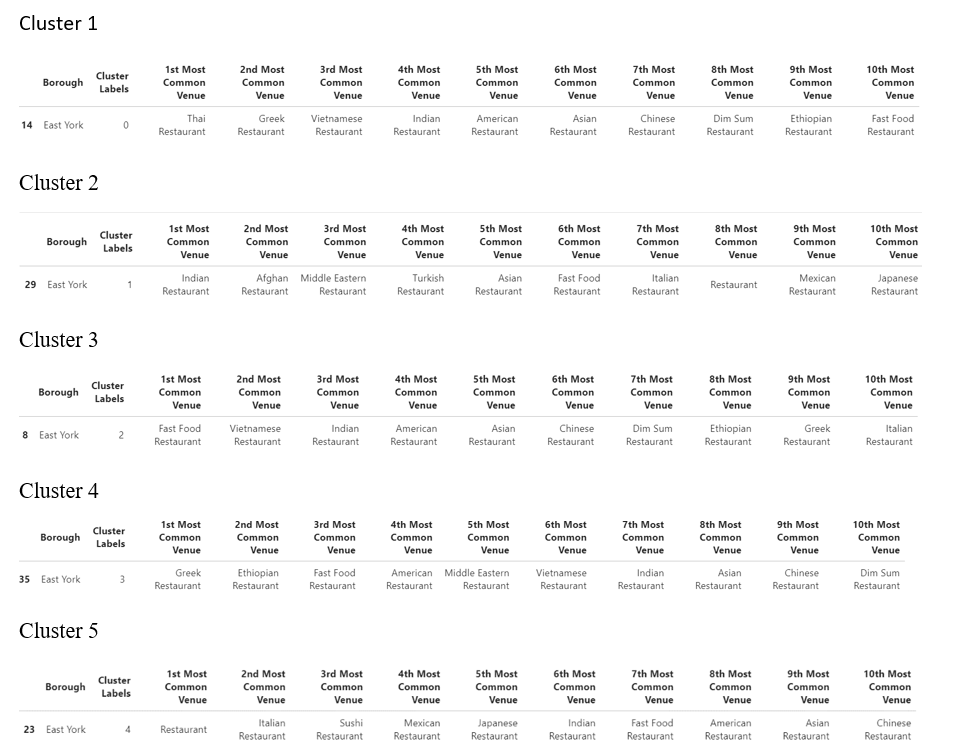 Cluster 1
Borough Cluster Labels 1st Most Common Venue 2nd Most Common Venue 3rd Most Common Venue 4th Most Common Venue 5th Most Common Venue 6th Most Common Venue 7th Most Common Venue 8th Most Common Venue 9th Most Common Venue 10th Most Common Venue
14 East York 0 Thai Restaurant Greek Restaurant Vietnamese Restaurant Indian Restaurant American Restaurant Asian Restaurant Chinese Restaurant Dim Sum Restaurant Ethiopian Restaurant Fast Food Restaurant
Cluster 2
Borough Cluster Labels 1st Most Common Venue 2nd Most Common Venue 3rd Most Common Venue 4th Most Common Venue 5th Most Common Venue 6th Most Common Venue 7th Most Common Venue 8th Most Common Venue 9th Most Common Venue 10th Most Common Venue
29 East York 1 Indian Restaurant Afghan Restaurant Middle Eastern Restaurant Turkish Restaurant Asian Restaurant Fast Food Restaurant Italian Restaurant Restaurant Mexican Restaurant Japanese Restaurant
Cluster 3
Borough Cluster Labels 1st Most Common Venue 2nd Most Common Venue 3rd Most Common Venue 4th Most Common Venue 5th Most Common Venue 6th Most Common Venue 7th Most Common Venue 8th Most Common Venue 9th Most Common Venue 10th Most Common Venue
8 East York 2 Fast Food Restaurant Vietnamese Restaurant Indian Restaurant American Restaurant Asian Restaurant Chinese Restaurant Dim Sum Restaurant Ethiopian Restaurant Greek Restaurant Italian Restaurant
Cluster 4
Borough Cluster Labels 1st Most Common Venue 2nd Most Common Venue 3rd Most Common Venue 4th Most Common Venue 5th Most Common Venue 6th Most Common Venue 7th Most Common Venue 8th Most Common Venue 9th Most Common Venue 10th Most Common Venue
35 East York 3 Greek Restaurant Ethiopian Restaurant Fast Food Restaurant American Restaurant Middle Eastern Restaurant Vietnamese Restaurant Indian Restaurant Asian Restaurant Chinese Restaurant Dim Sum Restaurant
Cluster 5
Borough Cluster Labels 1st Most Common Venue 2nd Most Common Venue 3rd Most Common Venue 4th Most Common Venue 5th Most Common Venue 6th Most Common Venue 7th Most Common Venue 8th Most Common Venue 9th Most Common Venue 10th Most Common Venue
23 East York 4 Restaurant Italian Restaurant Sushi Restaurant Mexican Restaurant Japanese Restaurant Indian Restaurant Fast Food Restaurant American Restaurant Asian Restaurant Chinese Restaurant